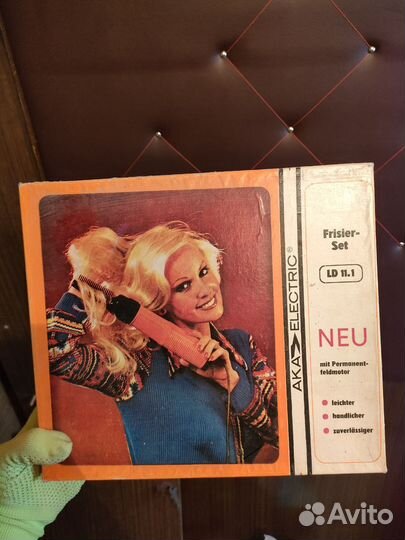 AKA ELECTRIC®
Frisier-
Set
LD 11.1
NEU
mit Permanent-
feldmotor
leichter
handlicher
zuverlässiger
Avito